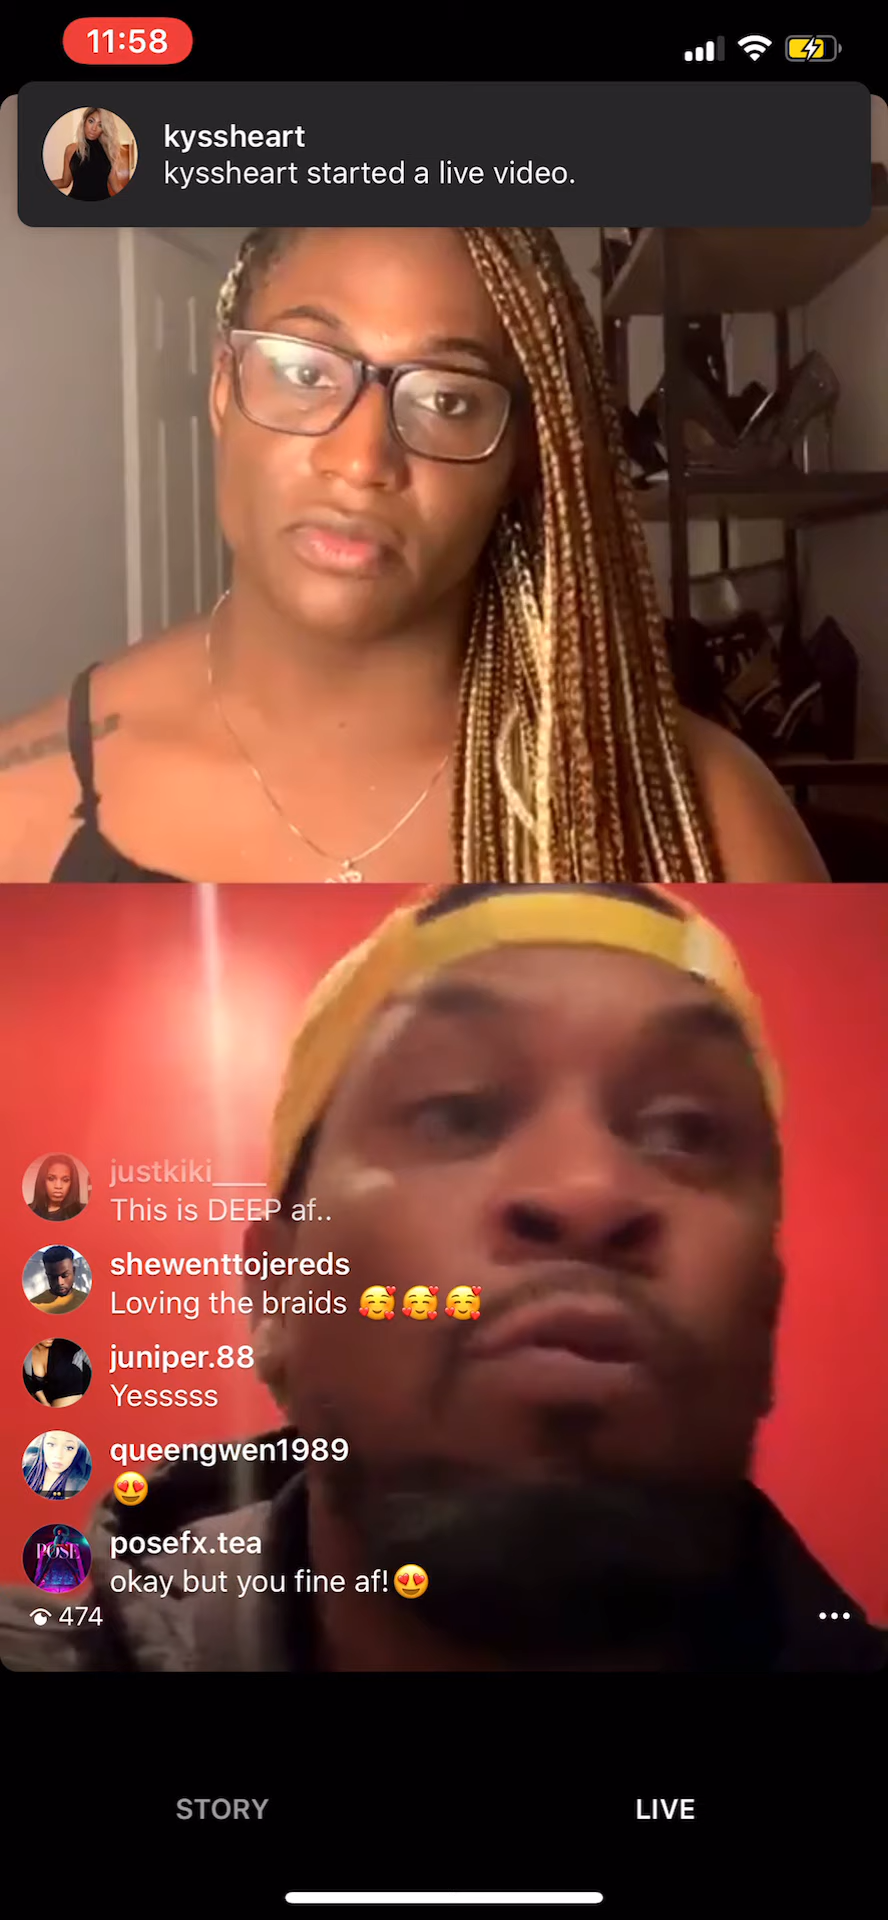 11:58
kyssheart
kyssheart started a live video.
justkiki____
This is DEEP af..
shewenttojereds
Loving the braids 🥰🥰🥰
juniper.88
Yesssss
queengwen1989
😍
POSE
posefx.tea
okay but you fine af!😍
474
STORY
LIVE